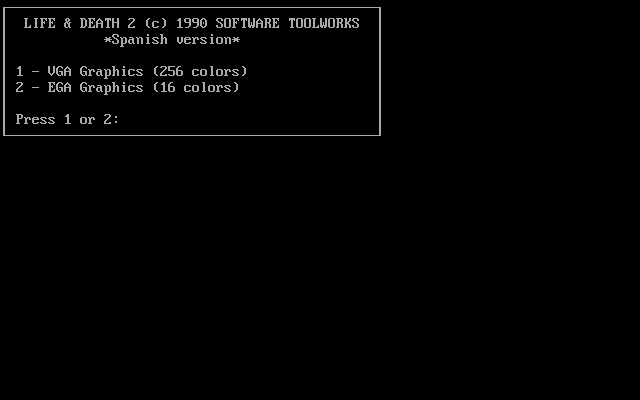 LIFE & DEATH 2 (c) 1990 SOFTWARE TOOLWORKS
*Spanish version*
1 - VGA Graphics (256 colors)
2 - EGA Graphics (16 colors)
Press 1 or 2: